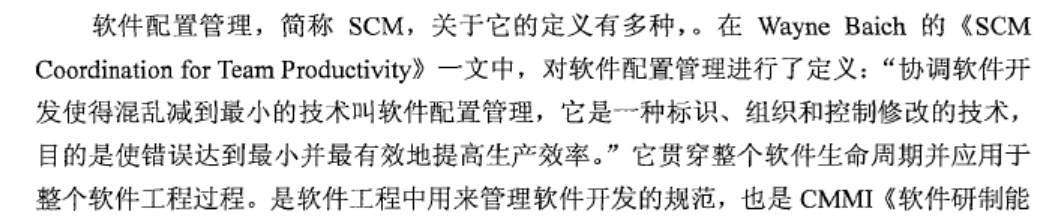 软件配置管理，简称 SCM，关于它的定义有多种，。在 Wayne Baich 的《SCM
Coordination for Team Productivity》一文中，对软件配置管理进行了定义：“协调软件开
发使得混乱减到最小的技术叫软件配置管理，它是一种标识、组织和控制修改的技术，
目的是使错误达到最小并最有效地提高生产效率。”它贯穿整个软件生命周期并应用于
整个软件工程过程。是软件工程中用来管理软件开发的规范，也是 CMMI《软件研制能